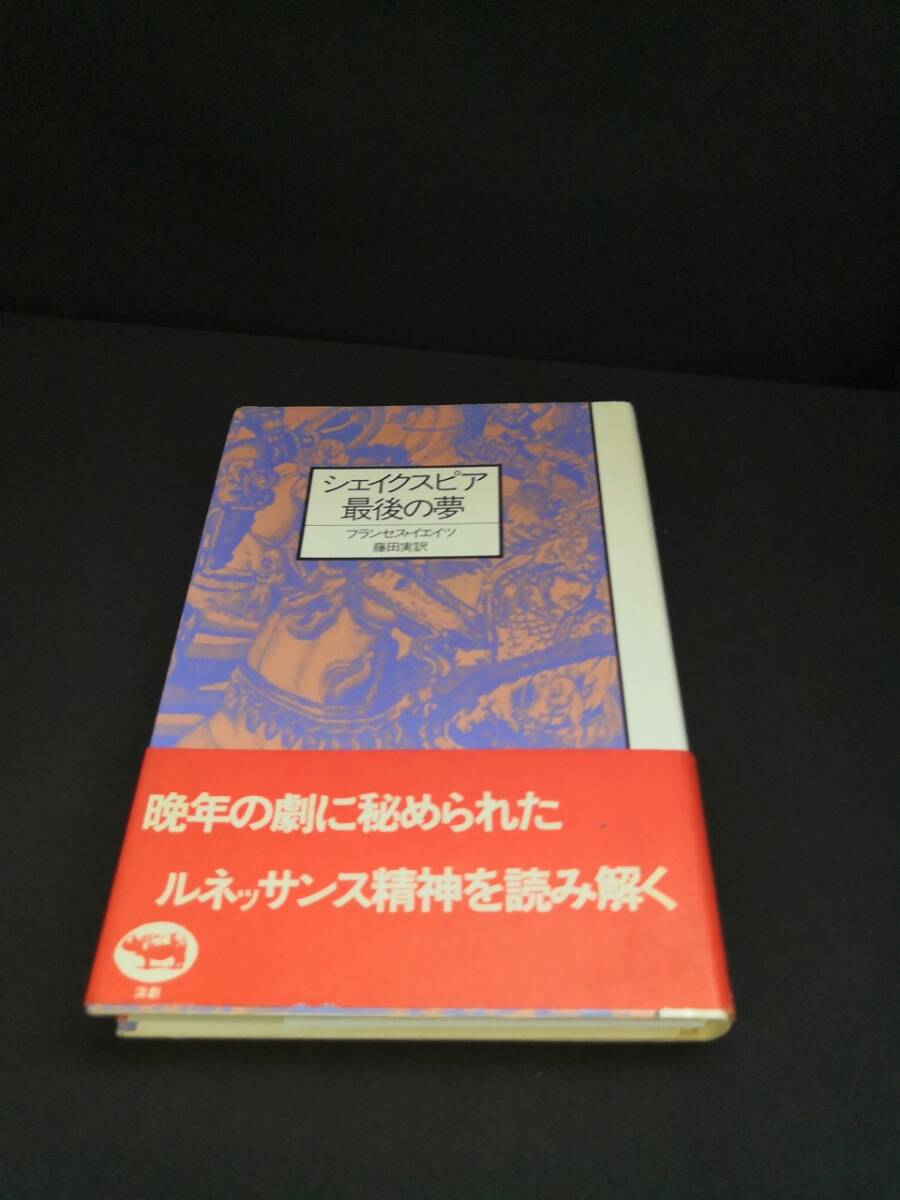 シェイクスピア
最後の夢
フランセス・イエイツ
藤田実訳
晩年の劇に秘められた
ルネッサンス精神を読み解く
演劇